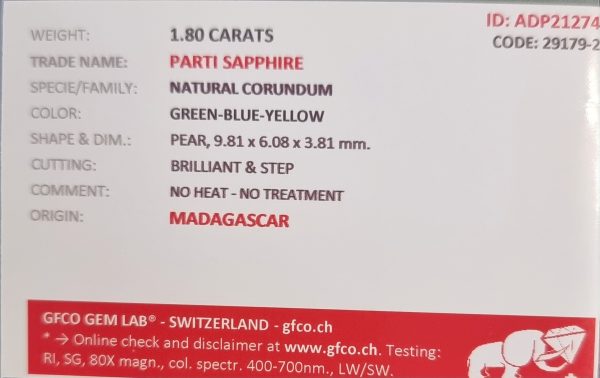 ID: ADP21274
CODE: 29179-2
WEIGHT: 1.80 CARATS
TRADE NAME: PARTI SAPPHIRE
SPECIE/FAMILY: NATURAL CORUNDUM
COLOR: GREEN-BLUE-YELLOW
SHAPE & DIM.: PEAR, 9.81 x 6.08 x 3.81 mm.
CUTTING: BRILLIANT & STEP
COMMENT: NO HEAT - NO TREATMENT
ORIGIN: MADAGASCAR
GFCO GEM LAB® - SWITZERLAND - gfco.ch
* → Online check and disclaimer at www.gfco.ch. Testing:
RI, SG, 80X magn., col. spectr. 400-700nm., LW/SW.